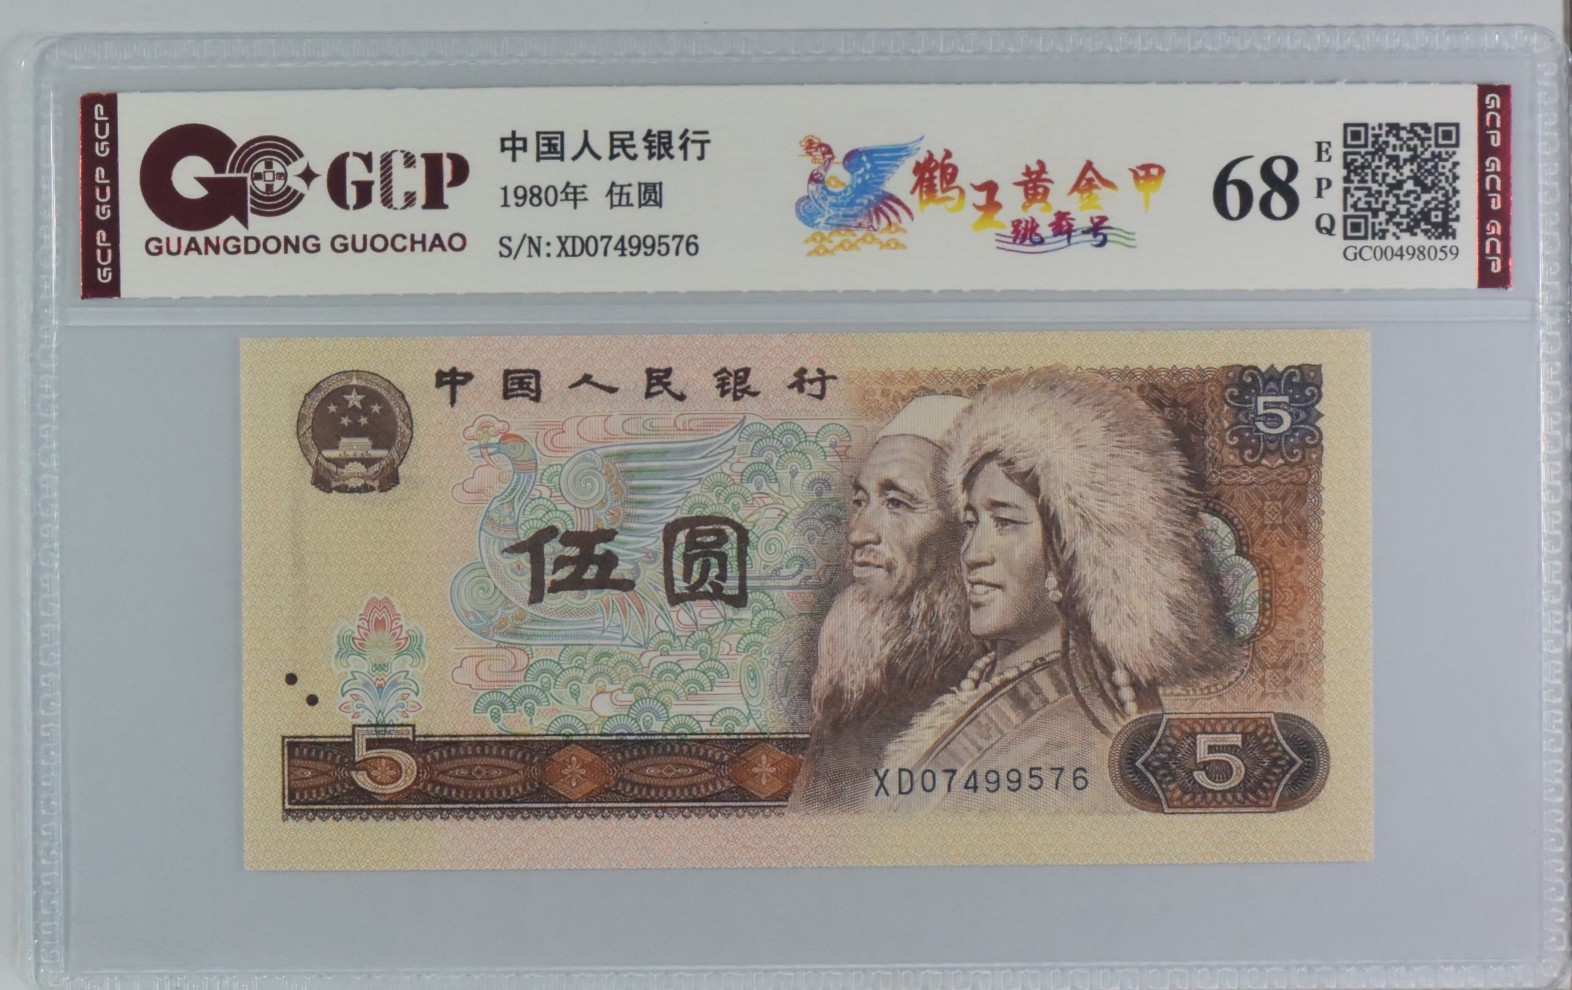 GCP GCP GCP
GCP
GUANGDONG GUOCHAO
中国人民银行
1980年 伍圆
S/N:XD07499576
鹤王黄金甲
跳舞号
68
EPQ
GC00498059
GCP GCP GCP
中国人民银行
5
伍圆
5
XD07499576
5